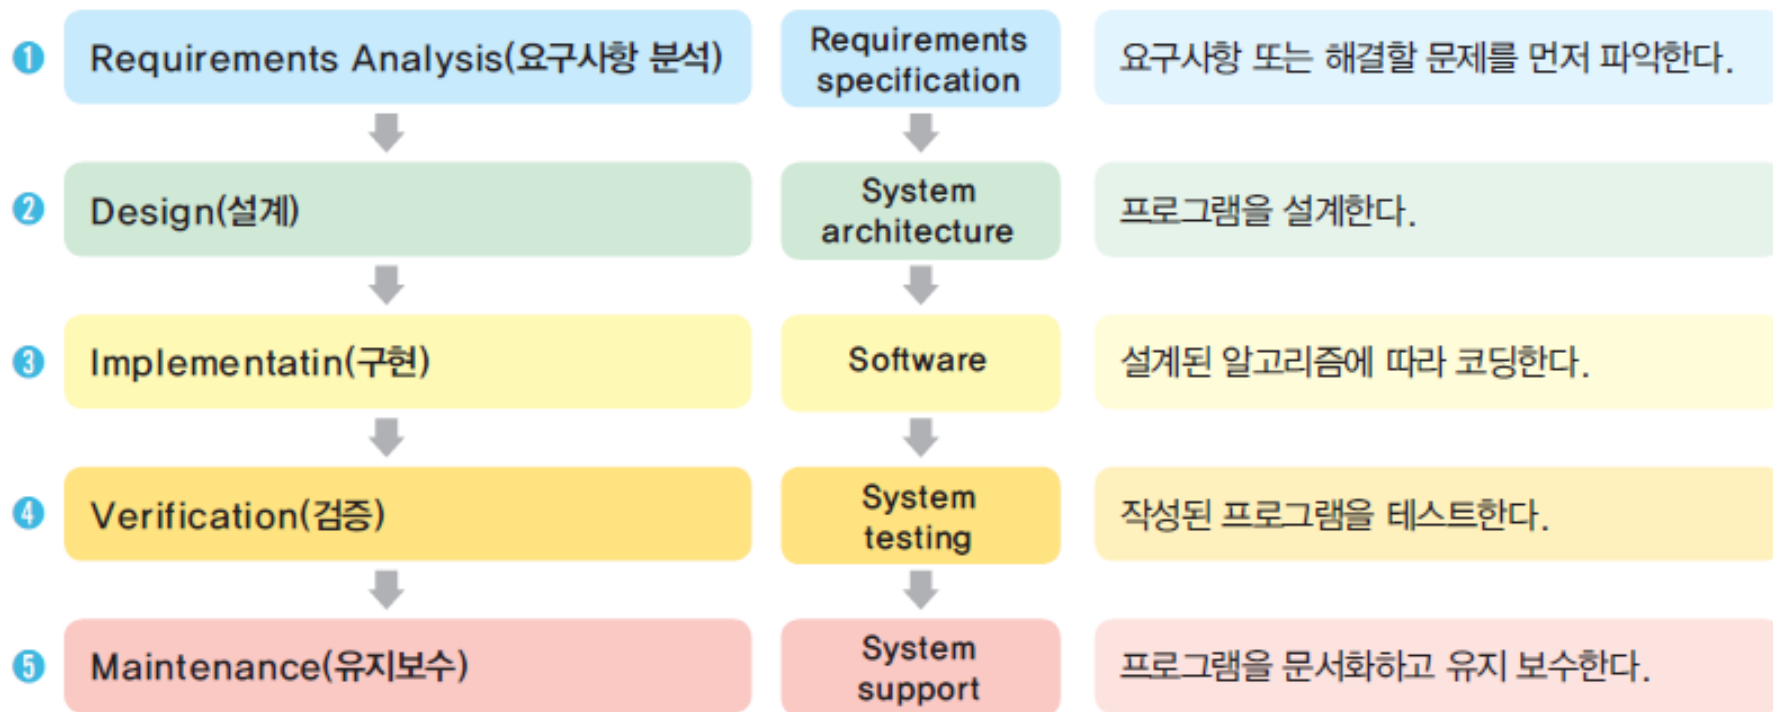 1 Requirements Analysis(요구사항 분석)
Requirements
specification
요구사항 또는 해결할 문제를 먼저 파악한다.
2 Design(설계)
System
architecture
프로그램을 설계한다.
3 Implementatin(구현)
Software
설계된 알고리즘에 따라 코딩한다.
4 Verification(검증)
System
testing
작성된 프로그램을 테스트한다.
5 Maintenance(유지보수)
System
support
프로그램을 문서화하고 유지 보수한다.